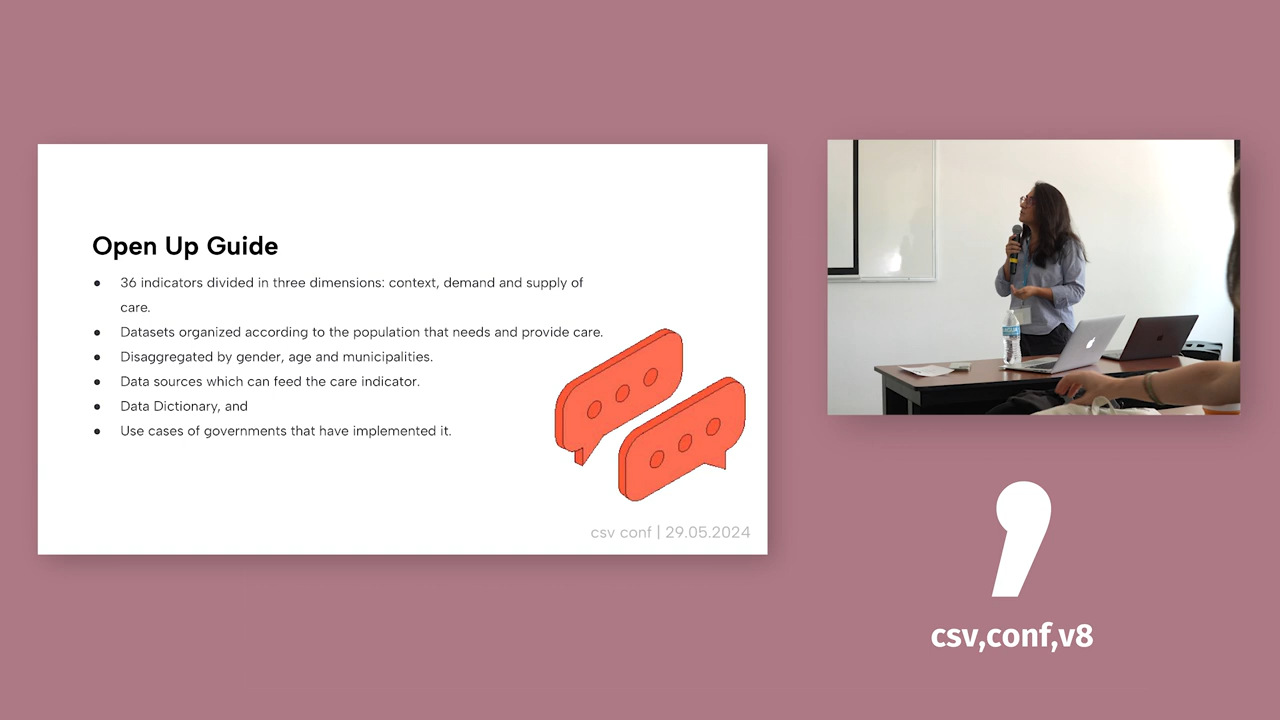 Open Up Guide
● 36 indicators divided in three dimensions: context, demand and supply of
care.
● Datasets organized according to the population that needs and provide care.
● Disaggregated by gender, age and municipalities.
● Data sources which can feed the care indicator.
● Data Dictionary, and
● Use cases of governments that have implemented it.
csv conf | 29.05.2024
csv,conf,v8